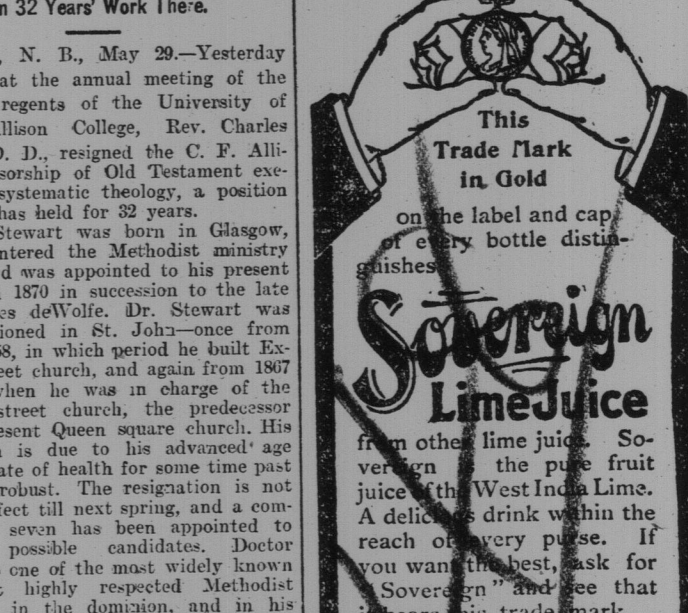 n 32 Years' Work There.
, N. B., May 29.—Yesterday
at the annual meeting of the
regents of the University of
llison College, Rev. Charles
D. D., resigned the C. F. Alli-
sorship of Old Testament exe-
systematic theology, a position
has held for 32 years.
Stewart was born in Glasgow,
ntered the Methodist ministry
d was appointed to his present
1870 in succession to the late
es deWolfe. Dr. Stewart was
ioned in St. John—once from
58, in which period he built Ex-
eet church, and again from 1867
when he was in charge of the
street church, the predecessor
esent Queen square church. His
is due to his advanced age
ate of health for some time past
robust. The resignation is not
fect till next spring, and a com-
seven has been appointed to
possible candidates. Doctor
one of the most widely known
highly respected Methodist
in the dominion, and in his
This
Trade Mark
in Gold
on the label and cap
of every bottle distin-
guishes
Sovereign
Lime Juice
from other lime juice. So-
vereign is the pure fruit
juice of the West India Lime.
A delicious drink within the
reach of every purse. If
you want the best, ask for
"Sovereign" and see that
it bears this trade mark